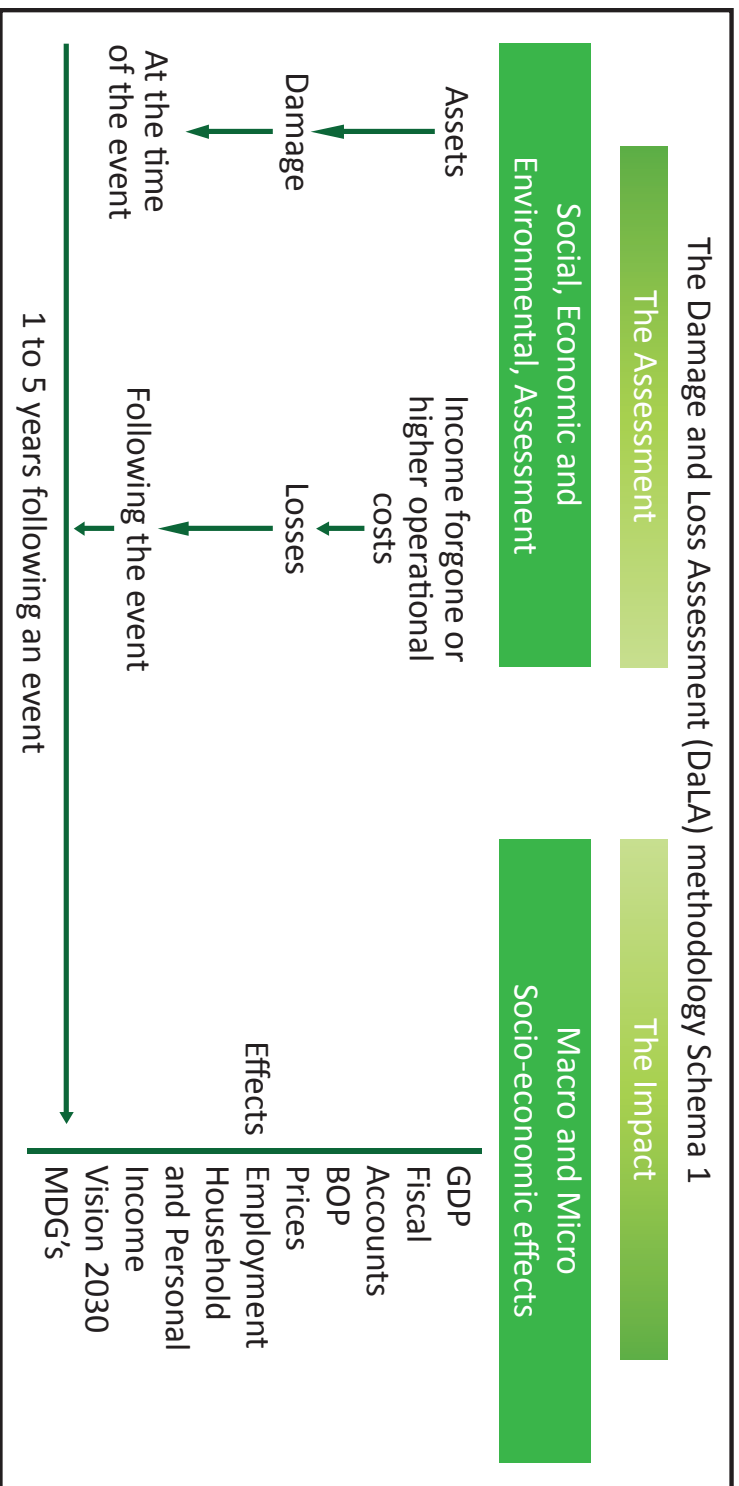 The Damage and Loss Assessment (DaLA) methodology Schema 1
The Assessment
Social, Economic and
Environmental, Assessment
Assets
Damage
At the time
of the event
Income forgone or
higher operational
costs
Losses
Following the event
1 to 5 years following an event
The Impact
Macro and Micro
Socio-economic effects
Effects
GDP
Fiscal
Accounts
BOP
Prices
Employment
Household
and Personal
Income
Vision 2030
MDG's